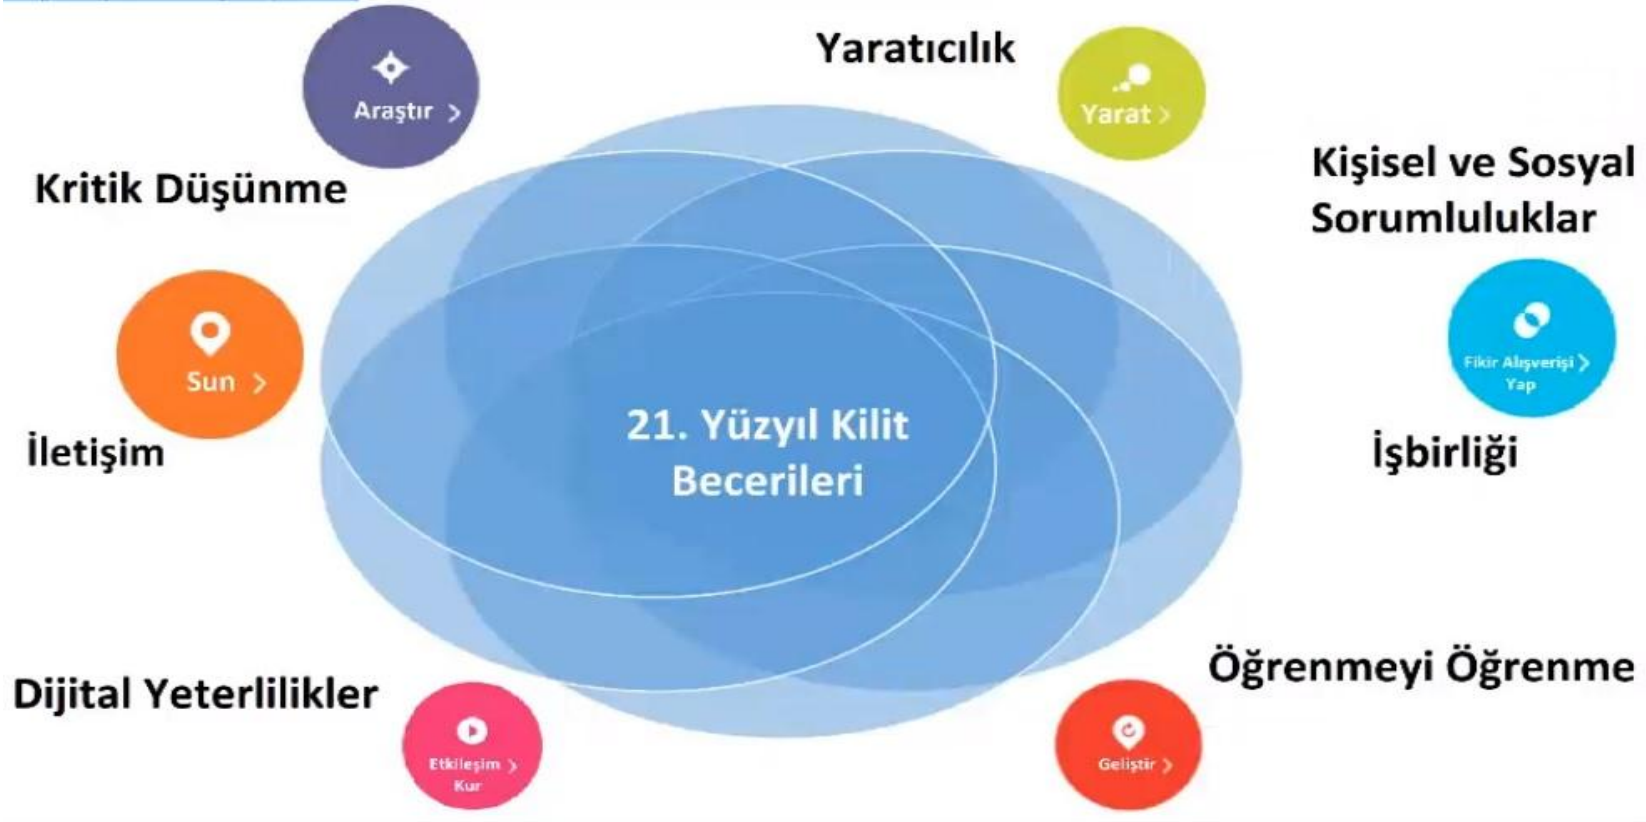 Araştır
Yaratıcılık
Yarat
Kritik Düşünme
Kişisel ve Sosyal
Sorumluluklar
Sun
Fikir Alışverişi
Yap
İletişim
21. Yüzyıl Kilit
Becerileri
İşbirliği
Dijital Yeterlilikler
Etkileşim
Kur
Öğrenmeyi Öğrenme
Geliştir